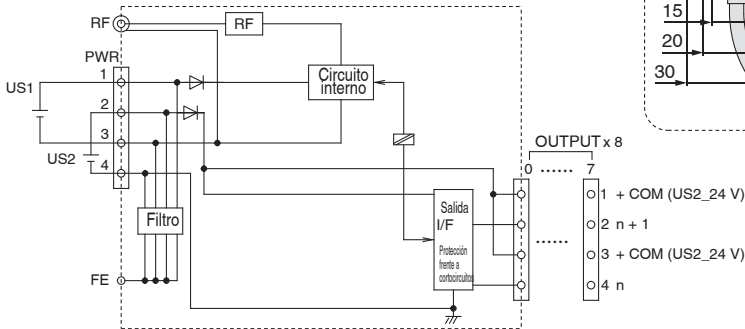 RF
RF
15
PWR
20
1
Circuito
interno
30
US1
2
3
OUTPUT x 8
US2
4
0 ...... 7
1 + COM (US2_24 V)
Salida
I/F
2 n + 1
Filtro
......
Protección
frente a
cortocircuitos
3 + COM (US2_24 V)
FE
4 n